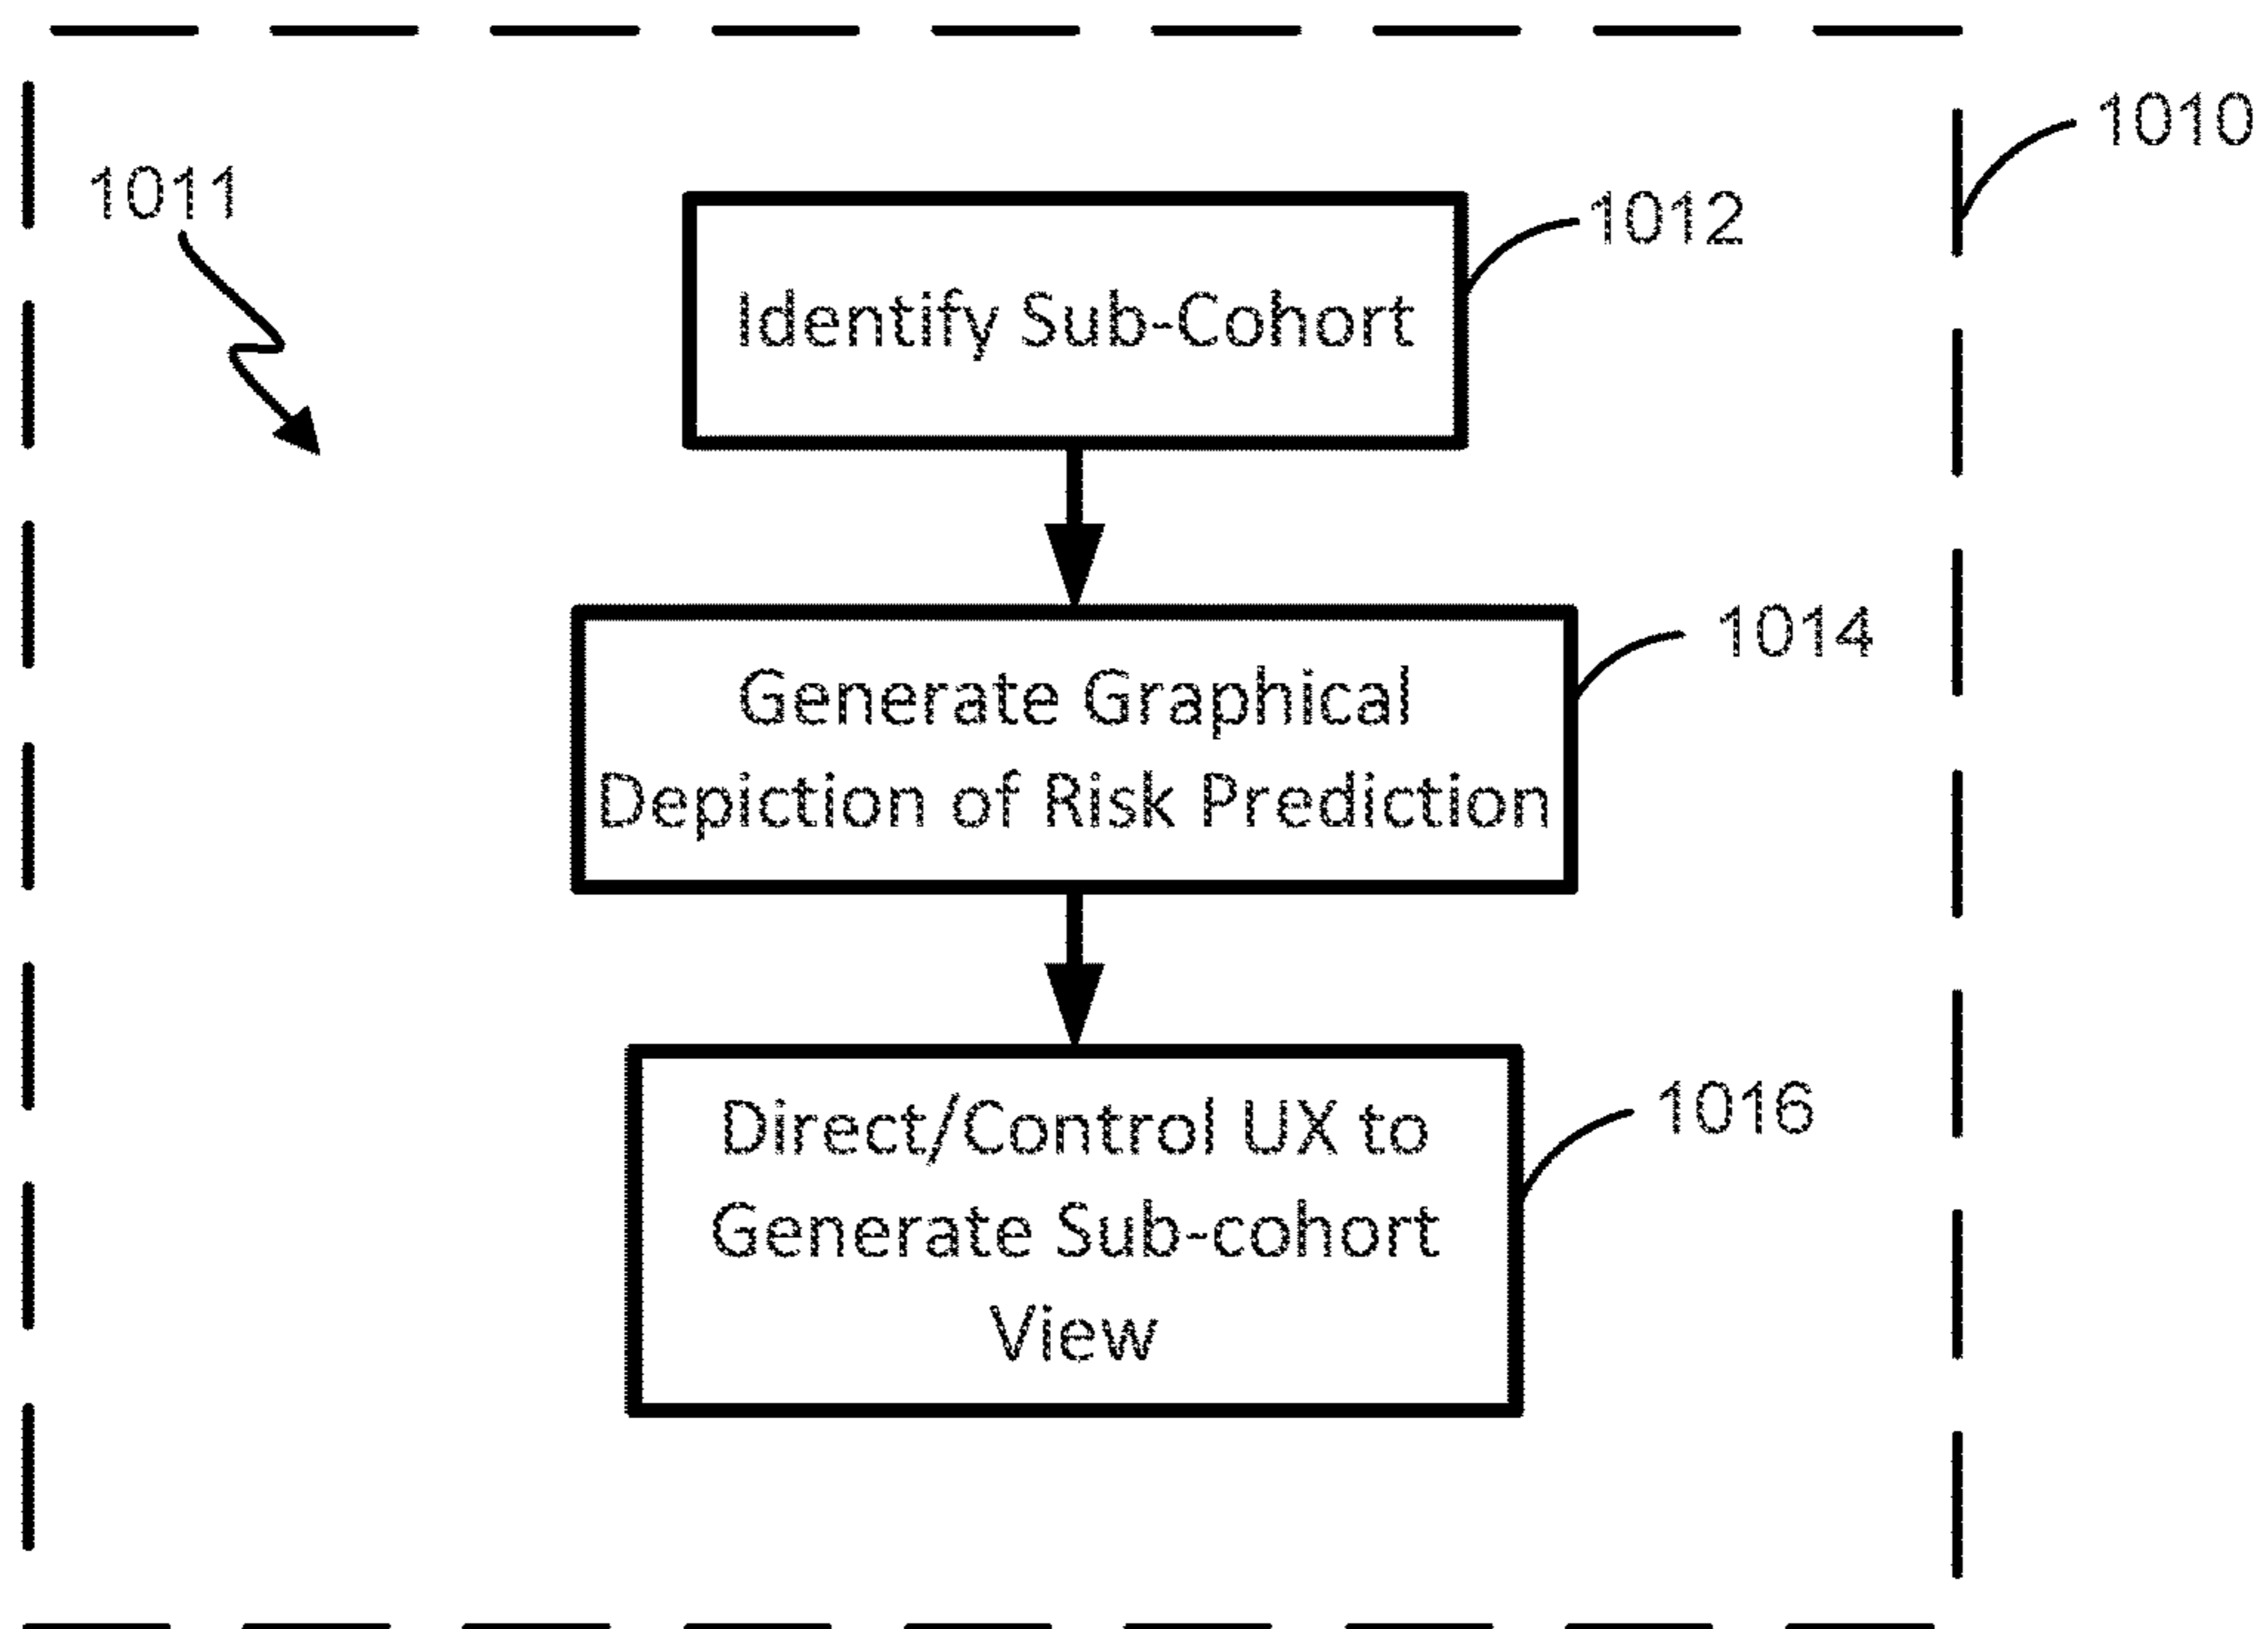 1010
1011
1012
Identify Sub-Cohort
1014
Generate Graphical
Depiction of Risk Prediction
1016
Direct/Control UX to
Generate Sub-cohort
View